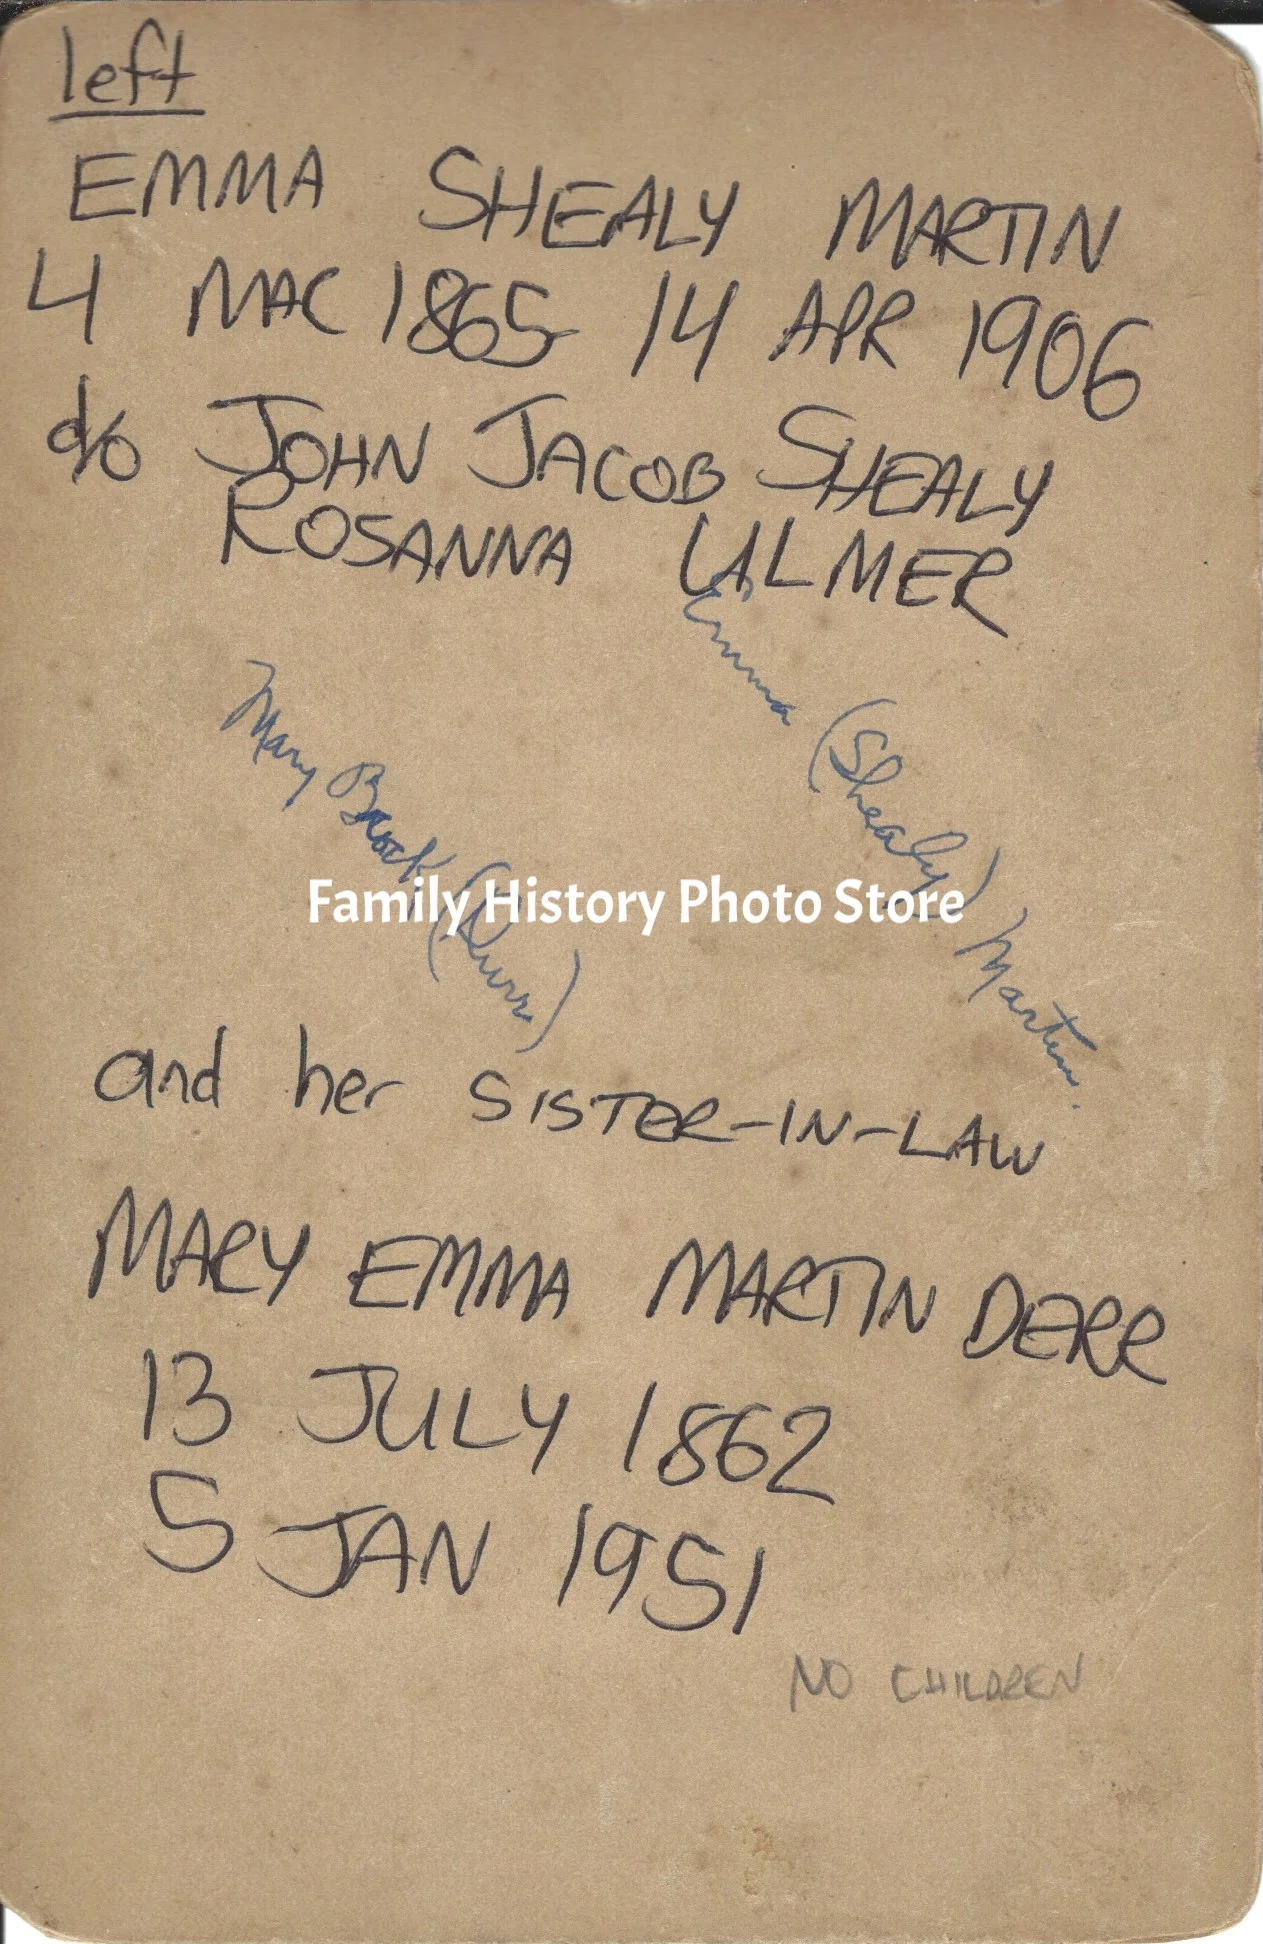 left
EMMA SHEALY MARTIN
4 MAC 1865 14 APR 1906
d/o JOHN JACOB SHEALY
ROSANNA ULMER
Emma (Shealy) Martin
Mary (Durr)
Family History Photo Store
and her SISTER-IN-LAW
MARY EMMA MARTIN DERR
13 JULY 1862
5 JAN 1951
NO CHILDREN